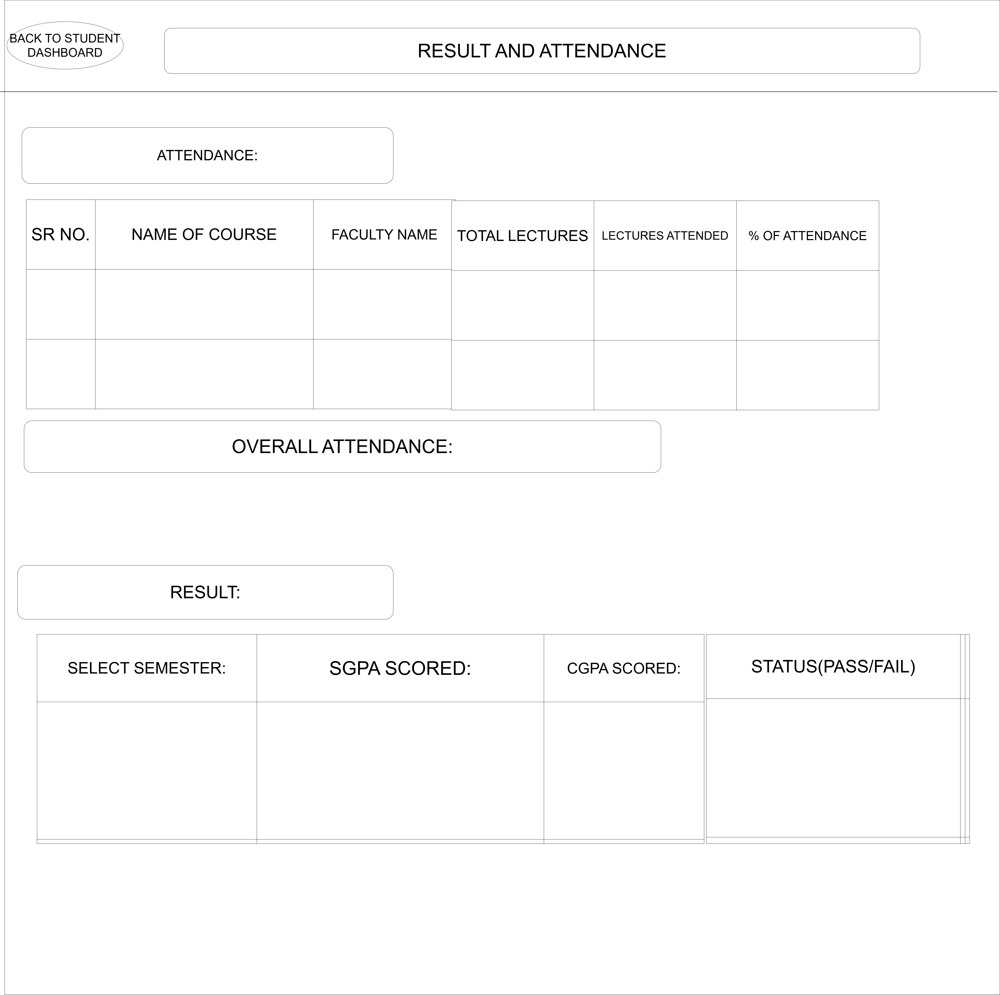 BACK TO STUDENT
DASHBOARD
RESULT AND ATTENDANCE
ATTENDANCE:
SR NO. NAME OF COURSE FACULTY NAME TOTAL LECTURES LECTURES ATTENDED % OF ATTENDANCE
OVERALL ATTENDANCE:
RESULT:
SELECT SEMESTER: SGPA SCORED: CGPA SCORED: STATUS(PASS/FAIL)